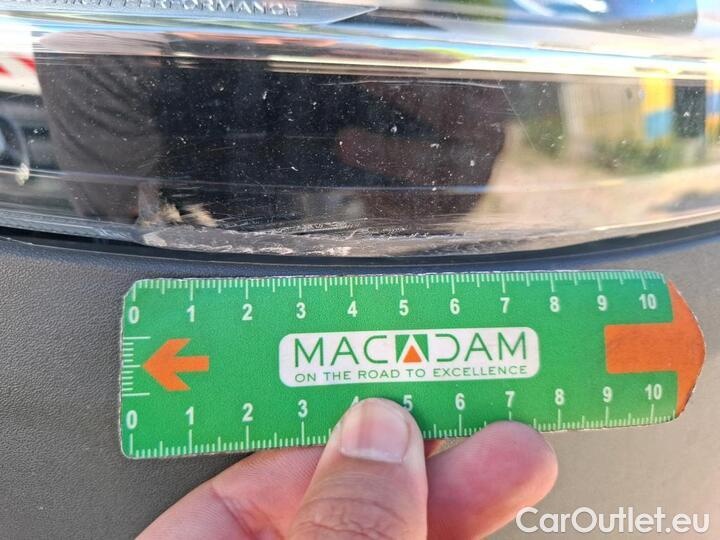 PERFORMANCE
0 1 2 3 4 5 6 7 8 9 10
MACADAM
ON THE ROAD TO EXCELLENCE
0 1 2 3 4 5 6 7 8 9 10
CarOutlet.eu